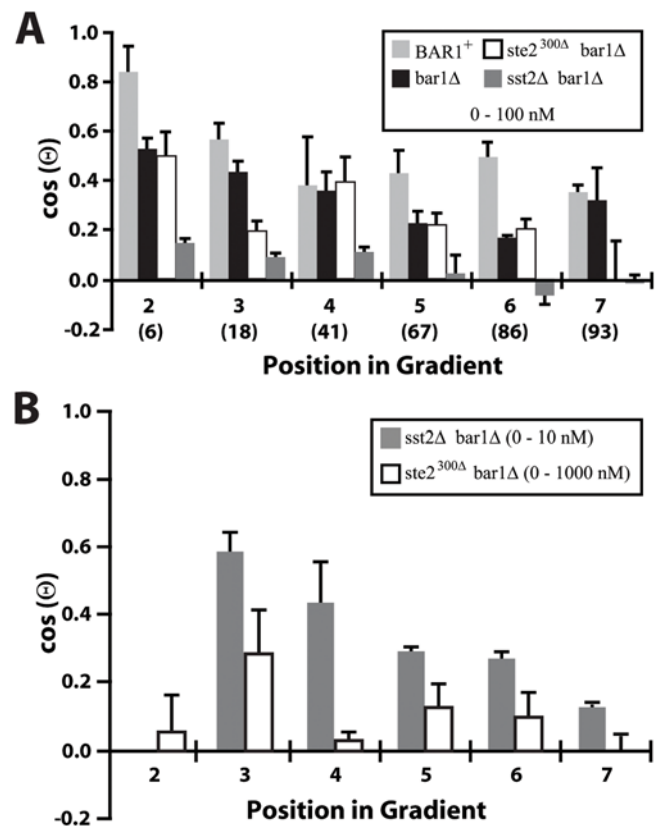 A
BAR1⁺ ste2³⁰⁰Δ bar1Δ
bar1Δ sst2Δ bar1Δ
0 - 100 nM
1.0
0.8
0.6
0.4
0.2
0.0
-0.2
cos (Θ)
2 3 4 5 6 7
(6) (18) (41) (67) (86) (93)
Position in Gradient
B
sst2Δ bar1Δ (0 - 10 nM)
ste2³⁰⁰Δ bar1Δ (0 - 1000 nM)
1.0
0.8
0.6
0.4
0.2
0.0
-0.2
cos (Θ)
2 3 4 5 6 7
Position in Gradient